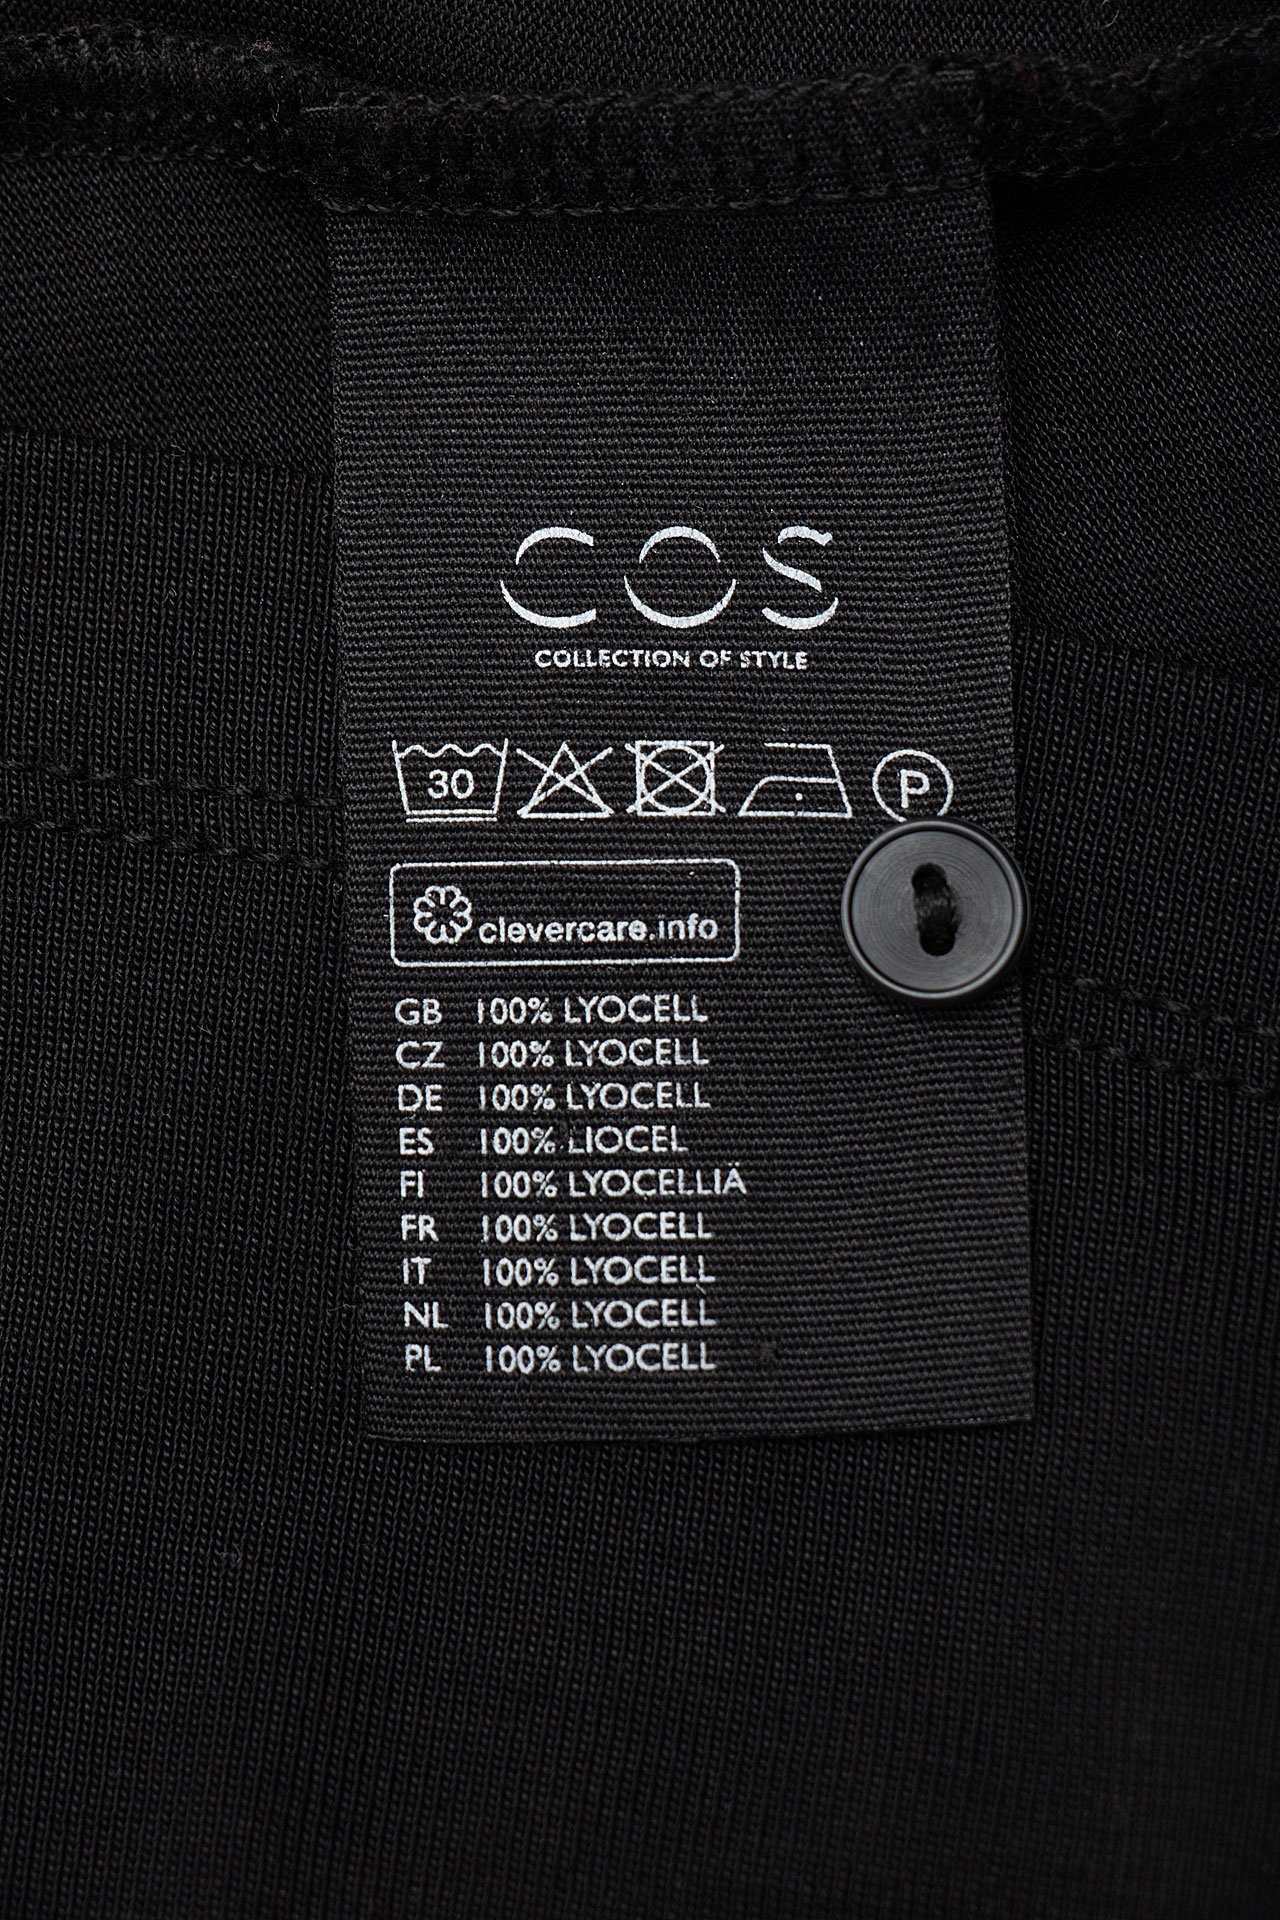 COS
COLLECTION OF STYLE
30 P
clevercare.info
GB 100% LYOCELL
CZ 100% LYOCELL
DE 100% LYOCELL
ES 100% LIOCEL
FI 100% LYOCELLIÄ
FR 100% LYOCELL
IT 100% LYOCELL
NL 100% LYOCELL
PL 100% LYOCELL